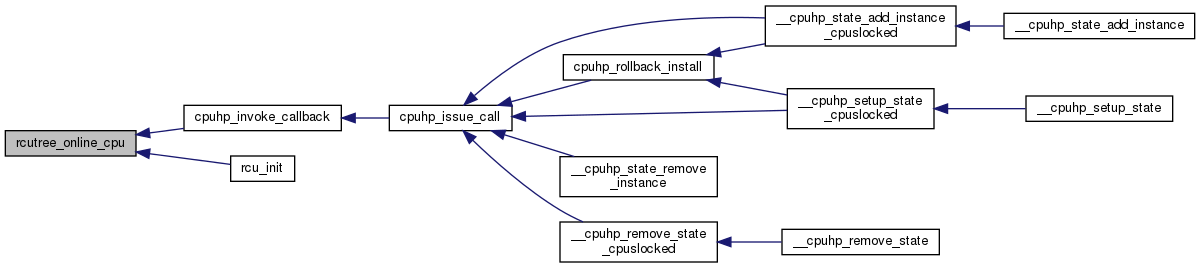 rcutree_online_cpu
cpuhp_invoke_callback
rcu_init
cpuhp_issue_call
__cpuhp_state_add_instance
_cpuslocked
__cpuhp_state_add_instance
cpuhp_rollback_install
__cpuhp_setup_state
_cpuslocked
__cpuhp_setup_state
__cpuhp_state_remove
_instance
__cpuhp_remove_state
_cpuslocked
__cpuhp_remove_state